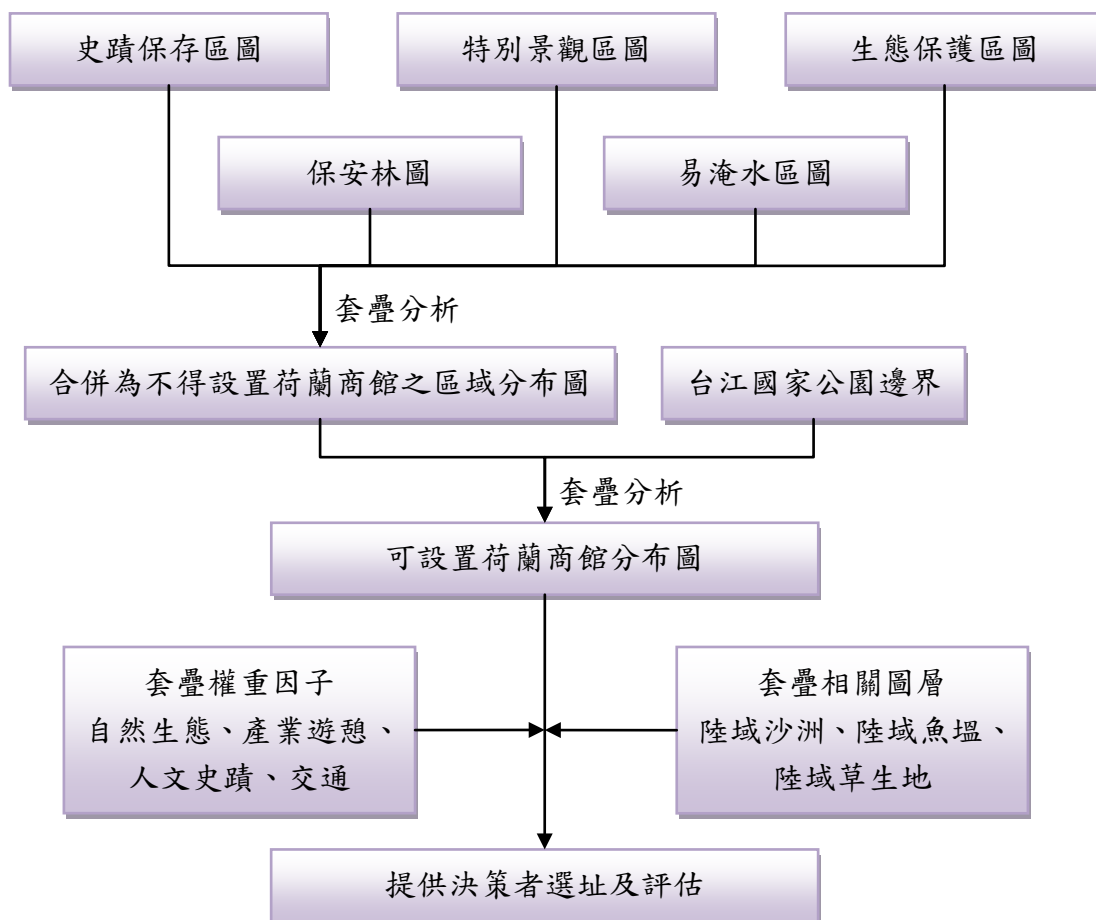 史蹟保存區圖
特別景觀區圖
生態保護區圖
保安林圖
易淹水區圖
套疊分析
合併為不得設置荷蘭商館之區域分布圖
台江國家公園邊界
套疊分析
可設置荷蘭商館分布圖
套疊權重因子
自然生態、產業遊憩、
人文史蹟、交通
套疊相關圖層
陸域沙洲、陸域魚塭、
陸域草生地
提供決策者選址及評估